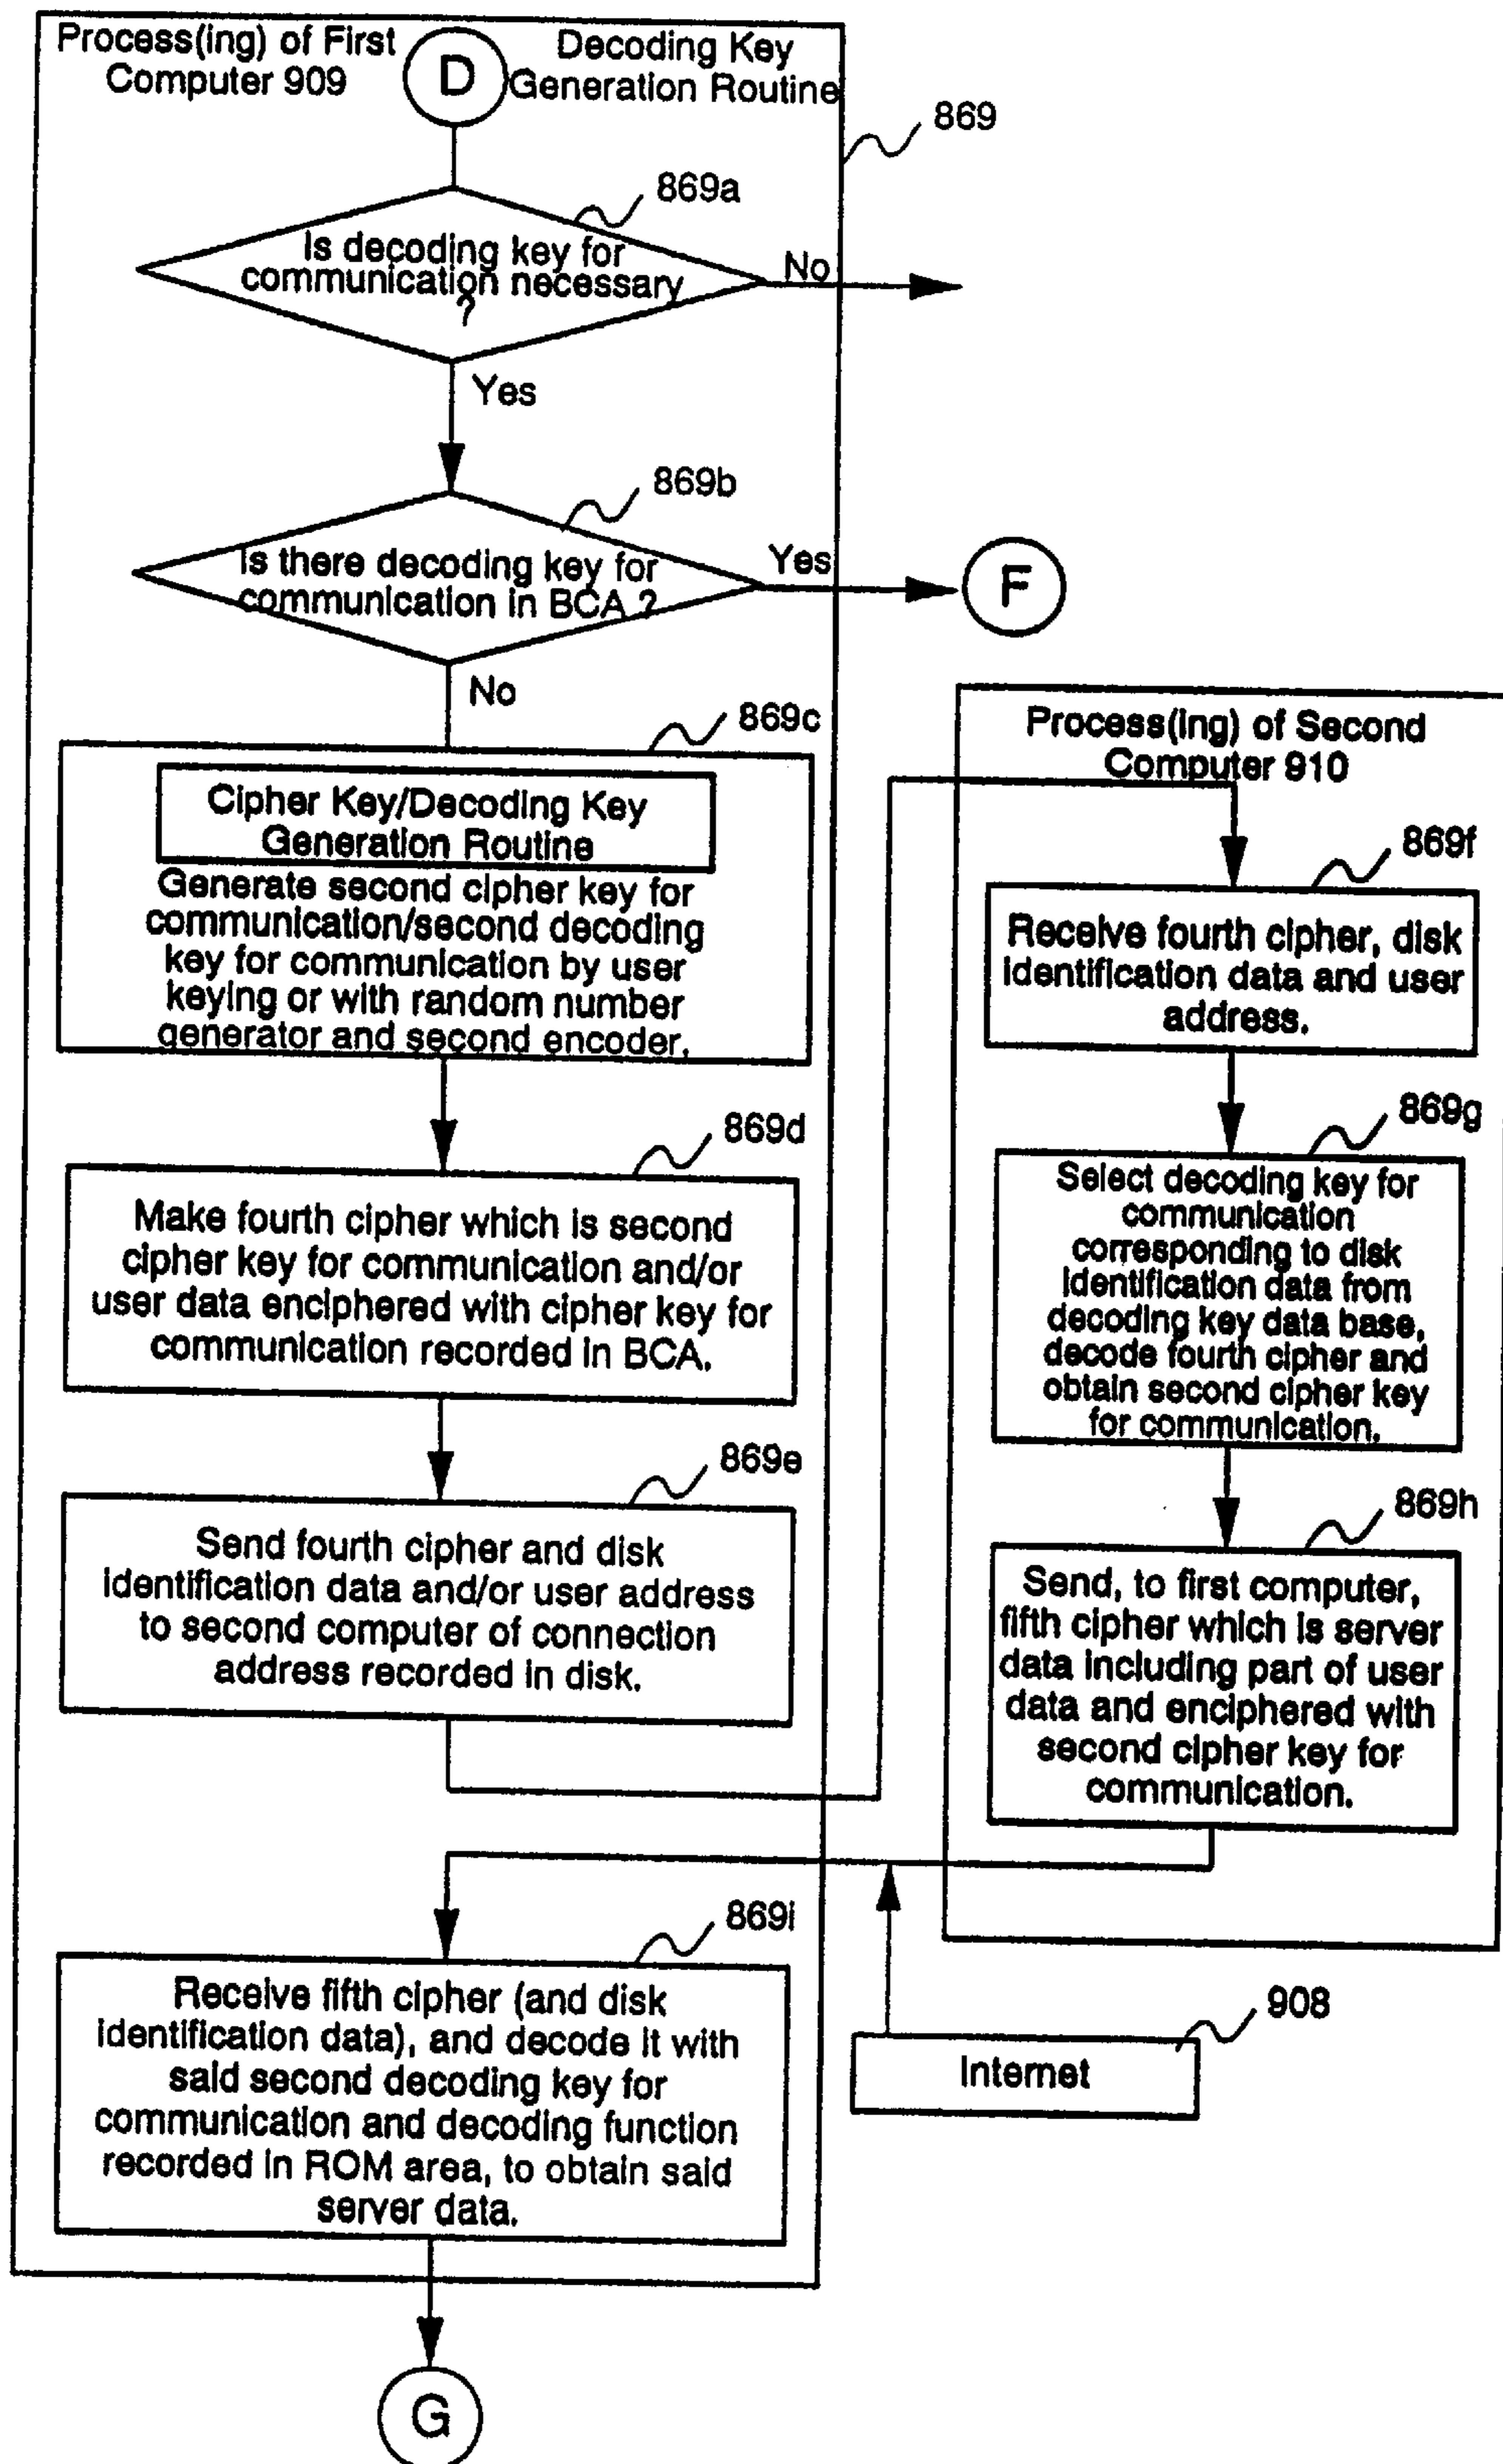 Process(ing) of First
Computer 909
D
Decoding Key
Generation Routine
869
869a
Is decoding key for
communication necessary
?
No
Yes
869b
Is there decoding key for
communication in BCA ?
Yes
F
No
869c
Cipher Key/Decoding Key
Generation Routine
Generate second cipher key for
communication/second decoding
key for communication by user
keying or with random number
generator and second encoder.
869d
Make fourth cipher which is second
cipher key for communication and/or
user data enciphered with cipher key for
communication recorded in BCA.
869e
Send fourth cipher and disk
identification data and/or user address
to second computer of connection
address recorded in disk.
Process(ing) of Second
Computer 910
869f
Receive fourth cipher, disk
identification data and user
address.
869g
Select decoding key for
communication
corresponding to disk
identification data from
decoding key data base,
decode fourth cipher and
obtain second cipher key
for communication.
869h
Send, to first computer,
fifth cipher which is server
data including part of user
data and enciphered with
second cipher key for
communication.
869i
Receive fifth cipher (and disk
identification data), and decode it with
said second decoding key for
communication and decoding function
recorded in ROM area, to obtain said
server data.
908
Internet
G